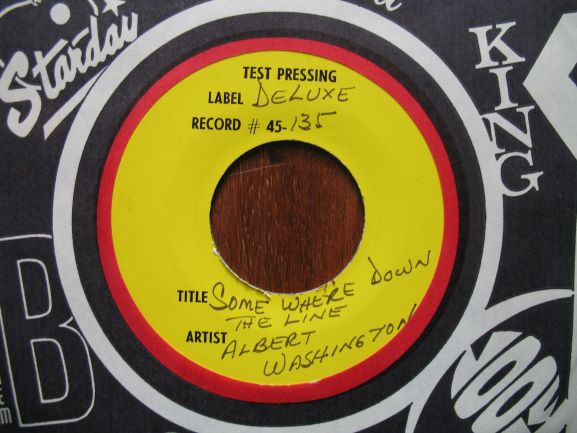 Starday
KING
TEST PRESSING
LABEL DELUXE
RECORD # 45-135
TITLE SOME WHERE DOWN
THE LINE
ARTIST ALBERT
WASHINGTON
B